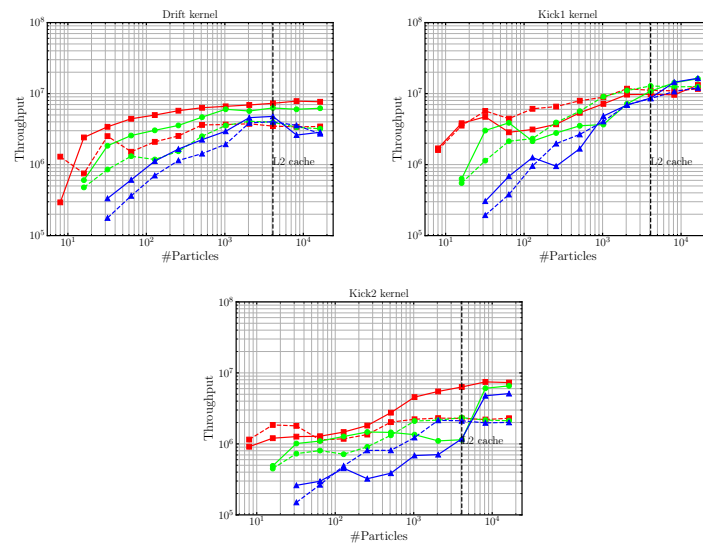 Drift kernel
Kick1 kernel
10^8
10^7
10^6
10^5
Throughput
L2 cache
10^1
10^2
10^3
10^4
#Particles
10^8
10^7
10^6
10^5
Throughput
L2 cache
10^1
10^2
10^3
10^4
#Particles
Kick2 kernel
10^8
10^7
10^6
10^5
Throughput
L2 cache
10^1
10^2
10^3
10^4
#Particles